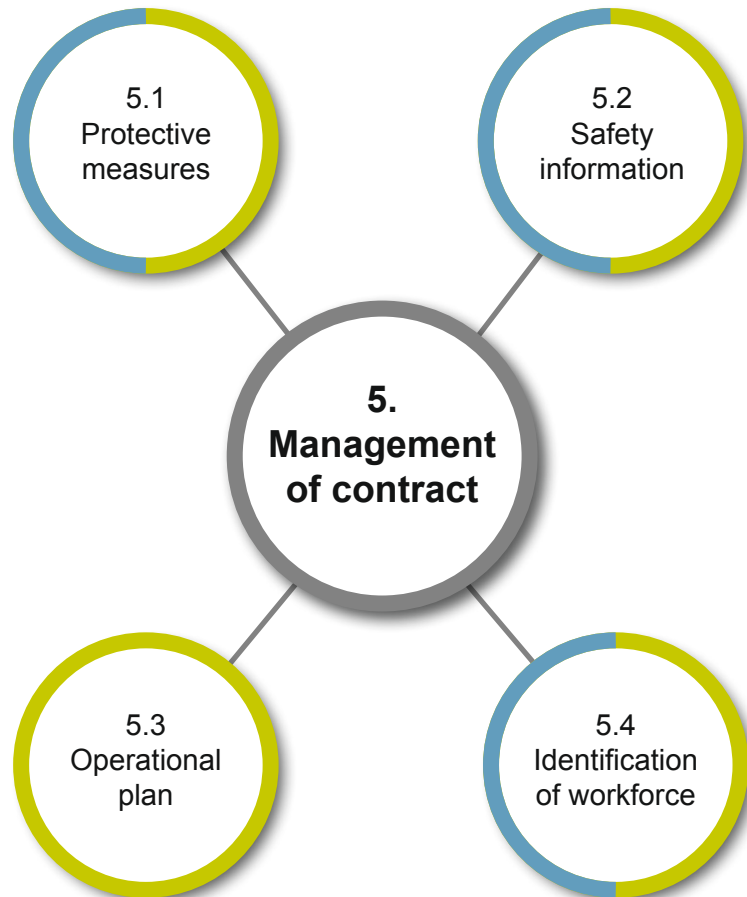 5.1
Protective
measures
5.2
Safety
information
5.
Management
of contract
5.3
Operational
plan
5.4
Identification
of workforce